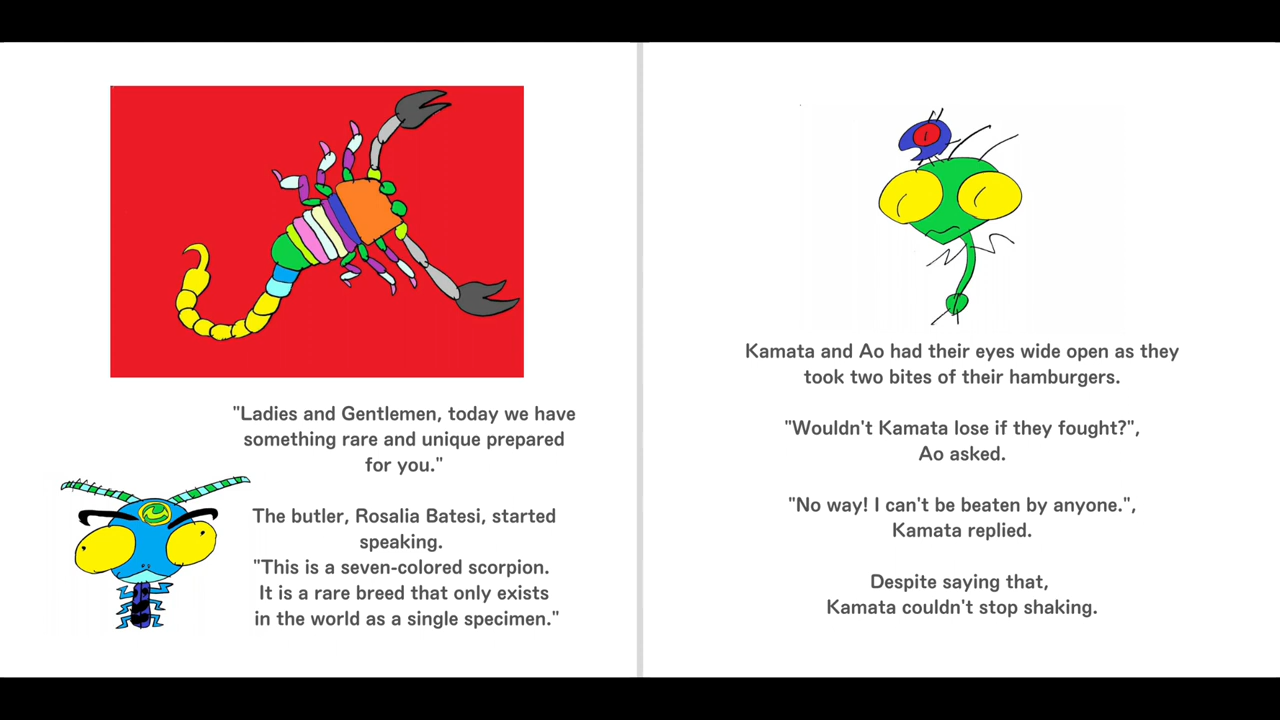 "Ladies and Gentlemen, today we have
something rare and unique prepared
for you."
The butler, Rosalia Batesi, started
speaking.
"This is a seven-colored scorpion.
It is a rare breed that only exists
in the world as a single specimen."
Kamata and Ao had their eyes wide open as they
took two bites of their hamburgers.
"Wouldn't Kamata lose if they fought?",
Ao asked.
"No way! I can't be beaten by anyone.",
Kamata replied.
Despite saying that,
Kamata couldn't stop shaking.